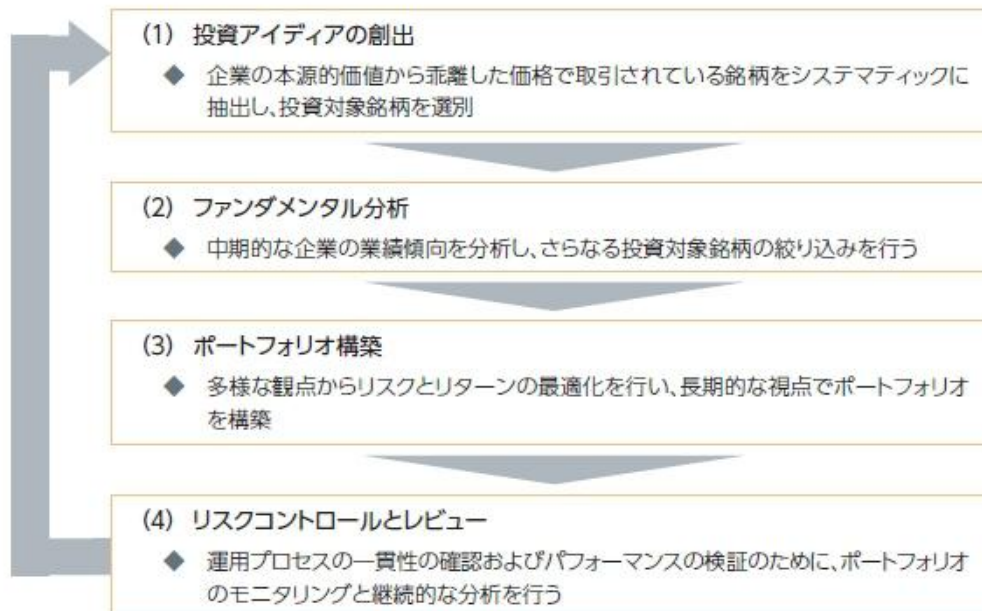 (1) 投資アイディアの創出
◆ 企業の本源的価値から乖離した価格で取引されている銘柄をシステマティックに
抽出し、投資対象銘柄を選別
(2) ファンダメンタル分析
◆ 中期的な企業の業績傾向を分析し、さらなる投資対象銘柄の絞り込みを行う
(3) ポートフォリオ構築
◆ 多様な観点からリスクとリターンの最適化を行い、長期的な視点でポートフォリオ
を構築
(4) リスクコントロールとレビュー
◆ 運用プロセスの一貫性の確認およびパフォーマンスの検証のために、ポートフォリオ
のモニタリングと継続的な分析を行う